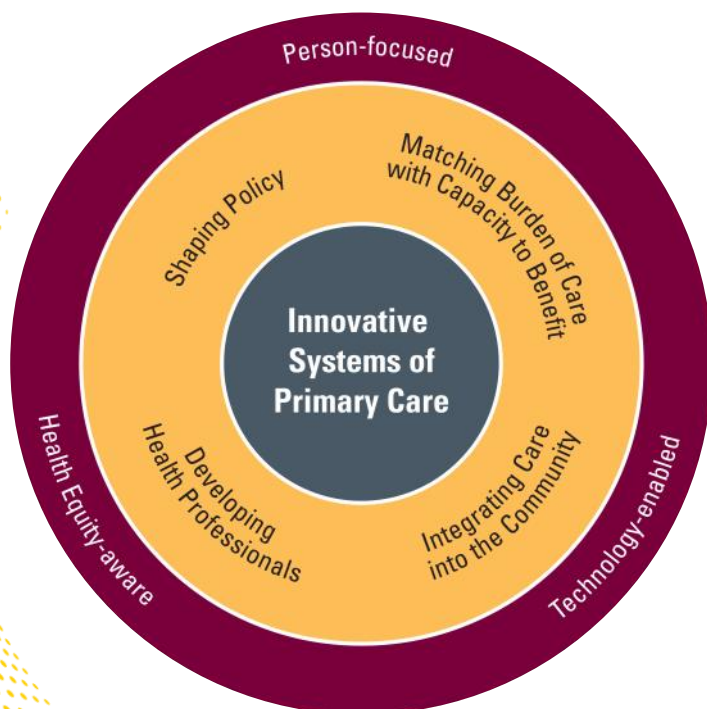 Person-focused
Shaping Policy
Matching Burden of Care
with Capacity to Benefit
Innovative
Systems of
Primary Care
Health Equity-aware
Developing
Health Professionals
Integrating Care
into the Community
Technology-enabled